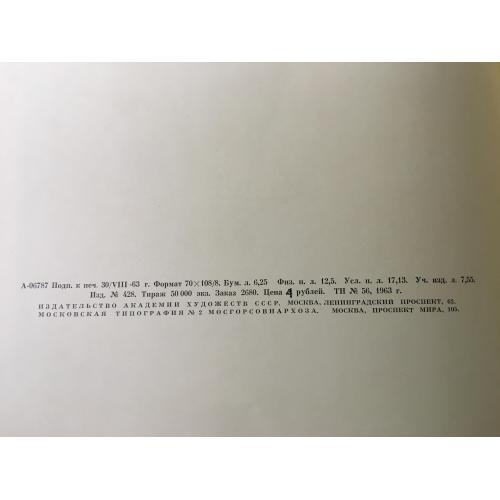 А-06787 Подп. к печ. 30/VIII-63 г. Формат 70×108/8. Бум. л. 6,25 Физ. п. л. 12,5. Усл. п. л. 17,13. Уч. изд. л. 7,55.
Изд. № 428. Тираж 50 000 экз. Заказ 2680. Цена 4 рублей. ТН № 56, 1963 г.
ИЗДАТЕЛЬСТВО АКАДЕМИИ ХУДОЖЕСТВ СССР. МОСКВА, ЛЕНИНГРАДСКИЙ ПРОСПЕКТ, 62.
МОСКОВСКАЯ ТИПОГРАФИЯ № 2 МОСГОРСОВНАРХОЗА. МОСКВА, ПРОСПЕКТ МИРА, 105.